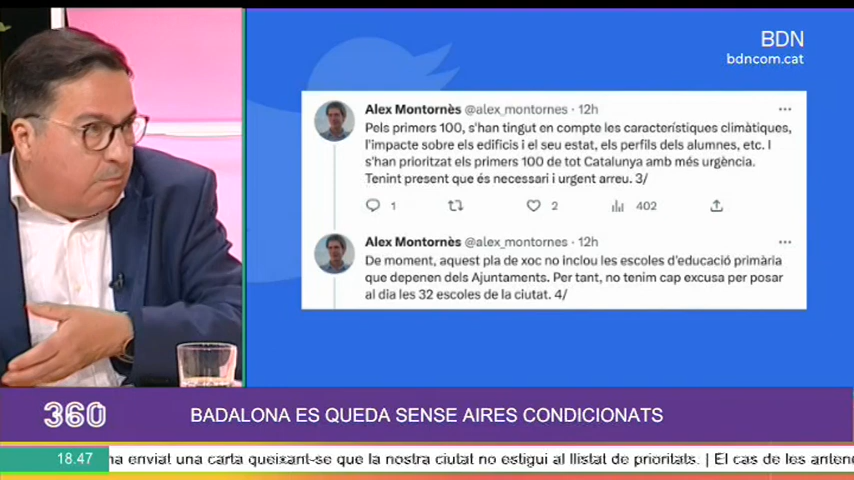 BDN
bdncom.cat
Alex Montornès @alex_montornes · 12h
Pels primers 100, s'han tingut en compte les característiques climàtiques,
l'impacte sobre els edificis i el seu estat, els perfils dels alumnes, etc. I
s'han prioritzat els primers 100 de tot Catalunya amb més urgència.
Tenint present que és necessari i urgent arreu. 3/
1 2 402
Alex Montornès @alex_montornes · 12h
De moment, aquest pla de xoc no inclou les escoles d'educació primària
que depenen dels Ajuntaments. Per tant, no tenim cap excusa per posar
al dia les 32 escoles de la ciutat. 4/
360 BADALONA ES QUEDA SENSE AIRES CONDICIONATS
18.47 ha enviat una carta queixant-se que la nostra ciutat no estigui al llistat de prioritats. | El cas de les antene